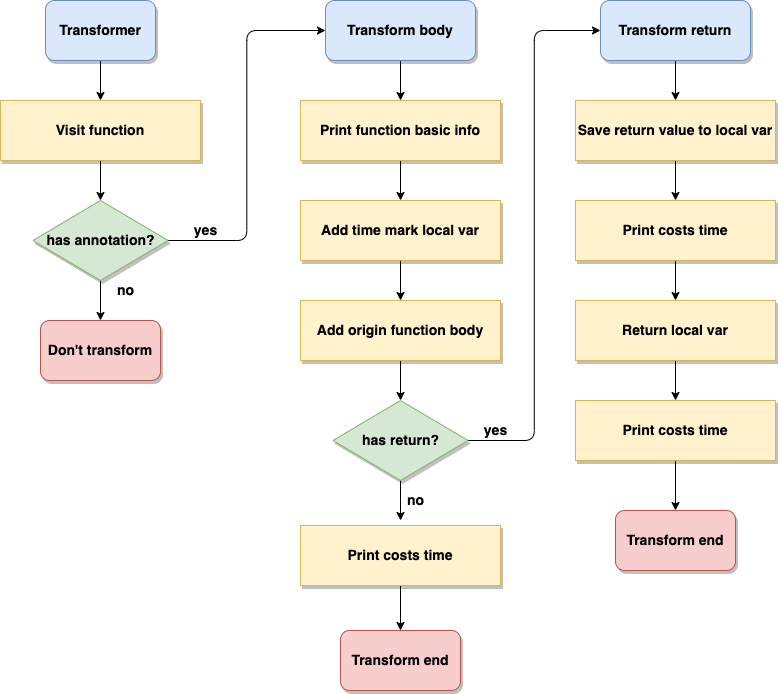 Transformer
Visit function
has annotation?
yes
no
Don't transform
Transform body
Print function basic info
Add time mark local var
Add origin function body
has return?
yes
no
Print costs time
Transform end
Transform return
Save return value to local var
Print costs time
Return local var
Print costs time
Transform end